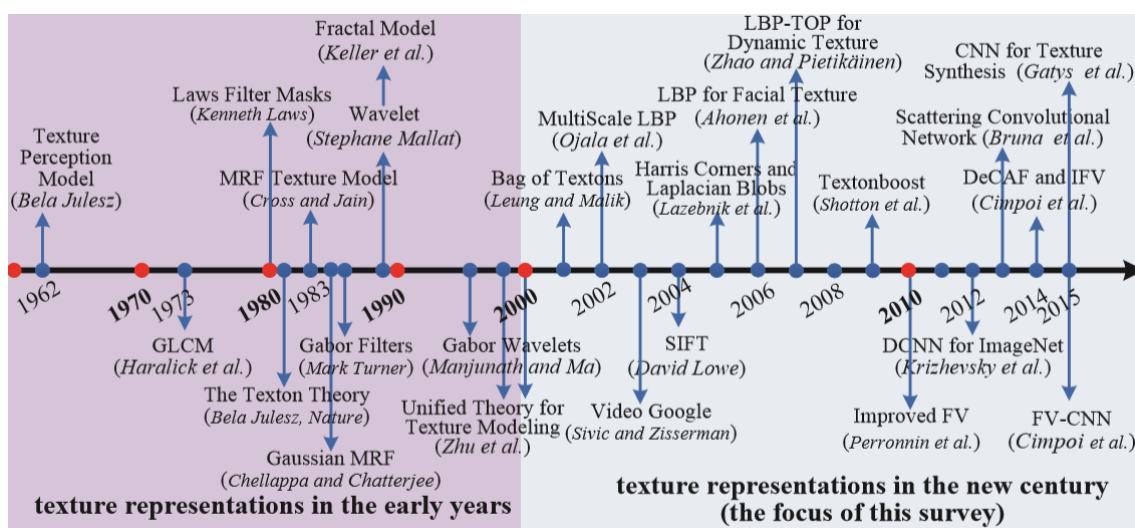 Fractal Model
(Keller et al.)
Laws Filter Masks
(Kenneth Laws)
Wavelet
(Stephane Mallat)
Texture
Perception
Model
(Bela Julesz)
MRF Texture Model
(Cross and Jain)
LBP-TOP for
Dynamic Texture
(Zhao and Pietikäinen)
CNN for Texture
Synthesis (Gatys et al.)
LBP for Facial Texture
(Ahonen et al.)
MultiScale LBP
(Ojala et al.)
Scattering Convolutional
Network (Bruna et al.)
Harris Corners and
Laplacian Blobs
(Lazebnik et al.)
Bag of Textons
(Leung and Malik)
Textonboost
(Shotton et al.)
DeCAF and IFV
(Cimpoi et al.)
1962
1970
1973
1980
1983
1990
2000
2002
2004
2006
2008
2010
2012
2014
2015
GLCM
(Haralick et al.)
Gabor Filters
(Mark Turner)
Gabor Wavelets
(Manjunath and Ma)
SIFT
(David Lowe)
DCNN for ImageNet
(Krizhevsky et al.)
The Texton Theory
(Bela Julesz, Nature)
Unified Theory for
Texture Modeling
(Zhu et al.)
Video Google
(Sivic and Zisserman)
Improved FV
(Perronnin et al.)
FV-CNN
(Cimpoi et al.)
Gaussian MRF
(Chellappa and Chatterjee)
texture representations in the early years
texture representations in the new century
(the focus of this survey)